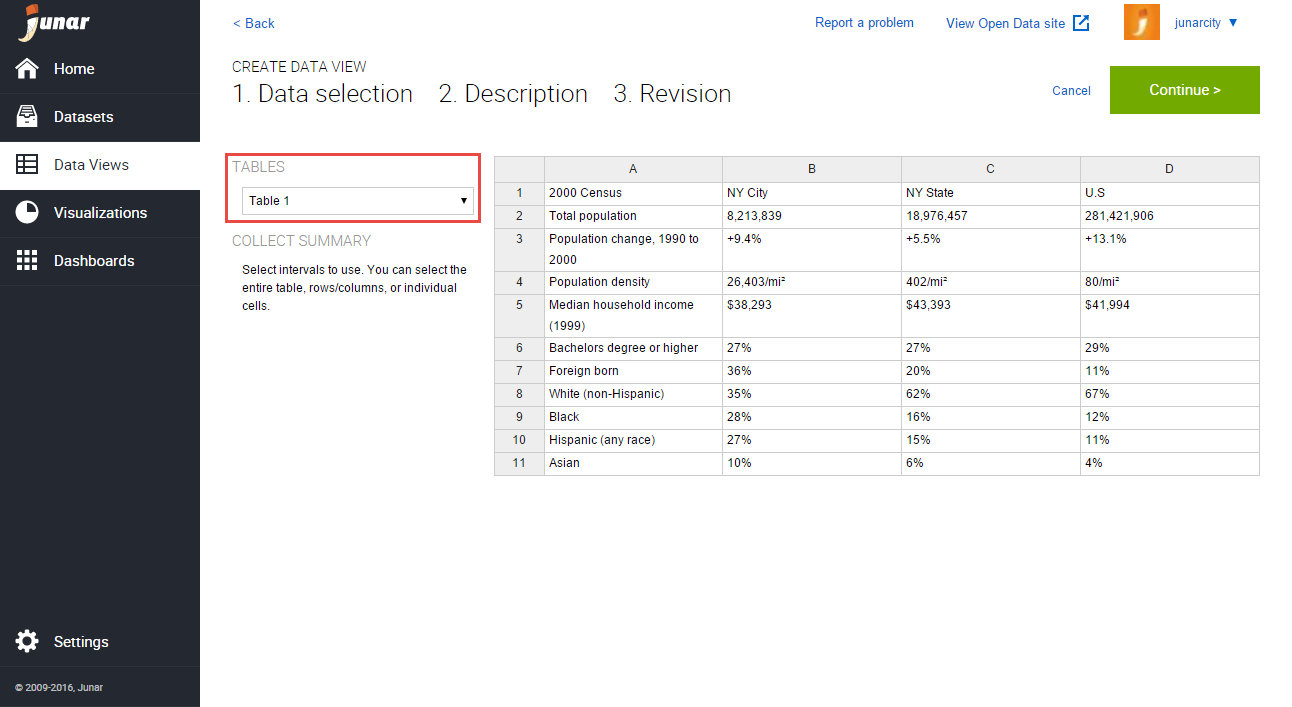 junar
Home
Datasets
Data Views
Visualizations
Dashboards
Settings
© 2009-2016, Junar
< Back
Report a problem
View Open Data site
junarcity ▼
CREATE DATA VIEW
1. Data selection 2. Description 3. Revision
Cancel
Continue >
TABLES
Table 1 ▼
COLLECT SUMMARY
Select intervals to use. You can select the
entire table, rows/columns, or individual
cells.
A B C D
1 2000 Census NY City NY State U.S
2 Total population 8,213,839 18,976,457 281,421,906
3 Population change, 1990 to +9.4% +5.5% +13.1%
2000
4 Population density 26,403/mi² 402/mi² 80/mi²
5 Median household income $38,293 $43,393 $41,994
(1999)
6 Bachelors degree or higher 27% 27% 29%
7 Foreign born 36% 20% 11%
8 White (non-Hispanic) 35% 62% 67%
9 Black 28% 16% 12%
10 Hispanic (any race) 27% 15% 11%
11 Asian 10% 6% 4%